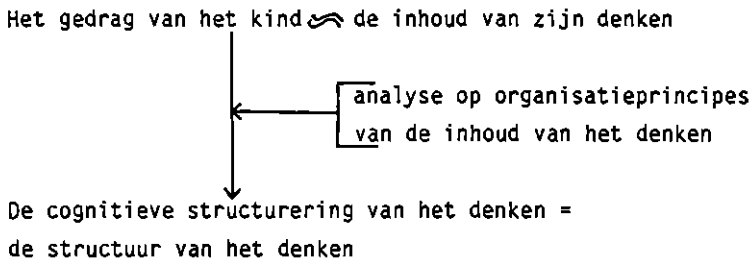 Het gedrag van het kind de inhoud van zijn denken
analyse op organisatieprincipes
van de inhoud van het denken
De cognitieve structurering van het denken =
de structuur van het denken